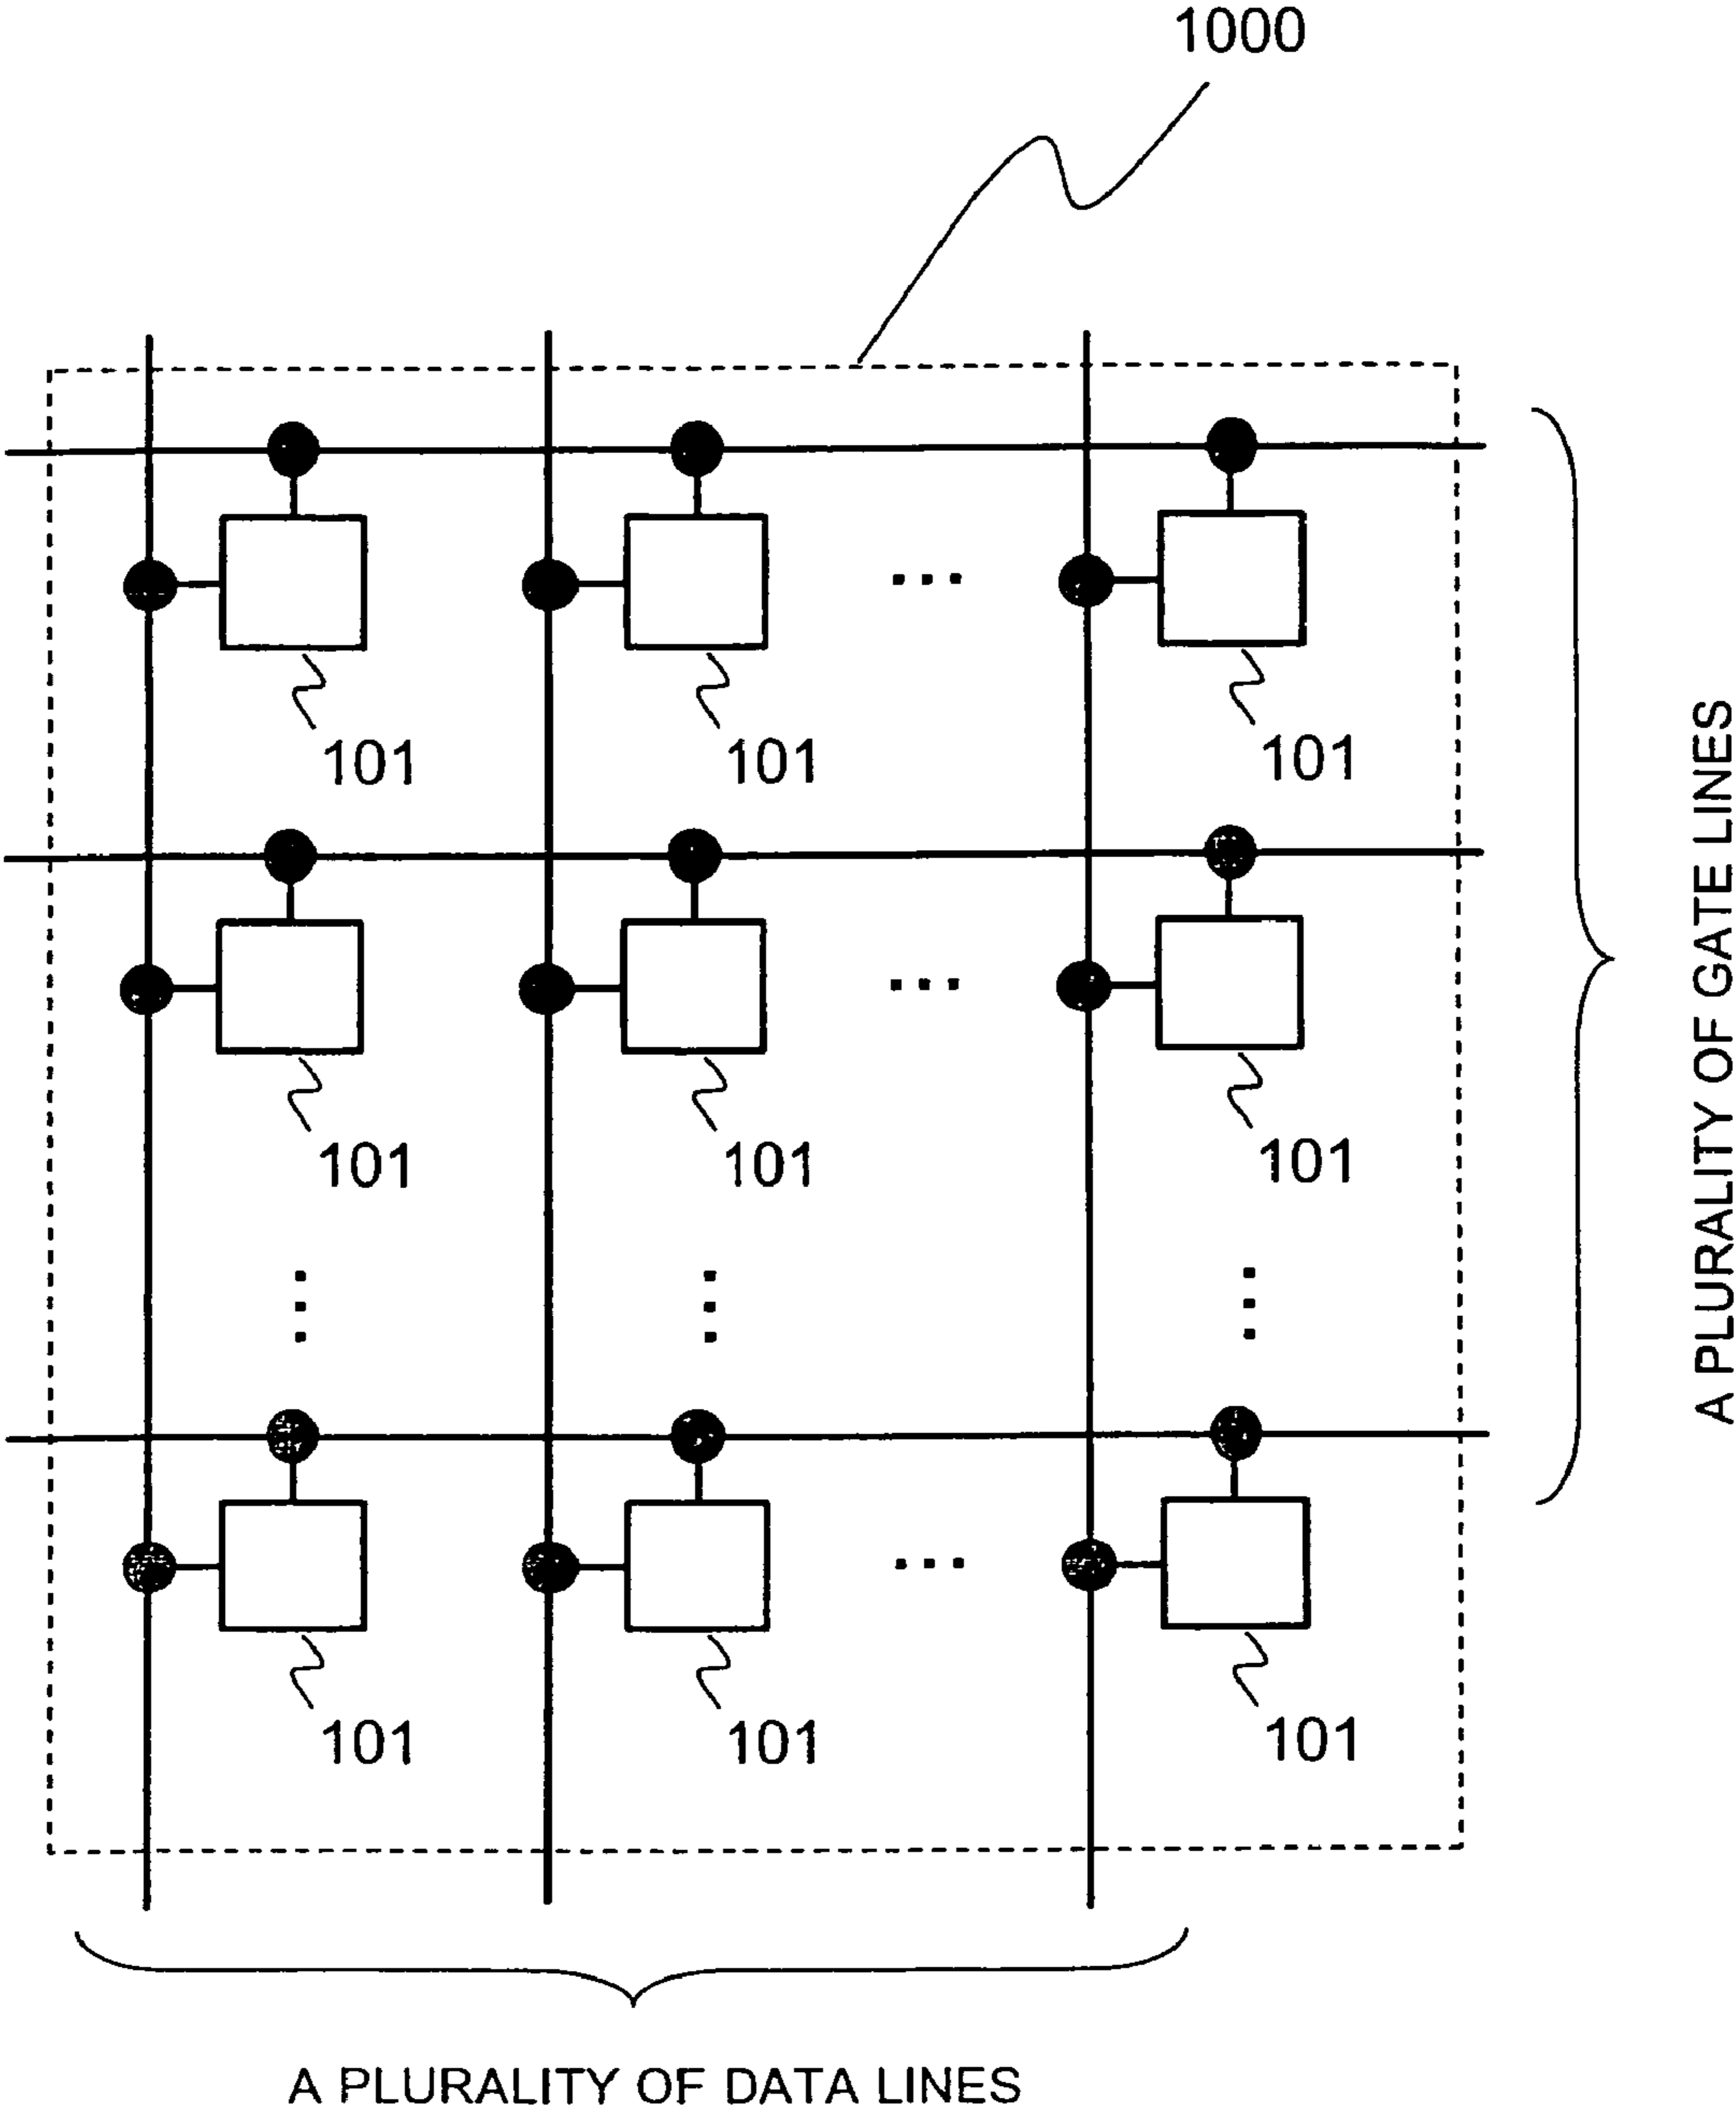 1000
101 101 101
101 101 101
101 101 101
A PLURALITY OF GATE LINES
A PLURALITY OF DATA LINES